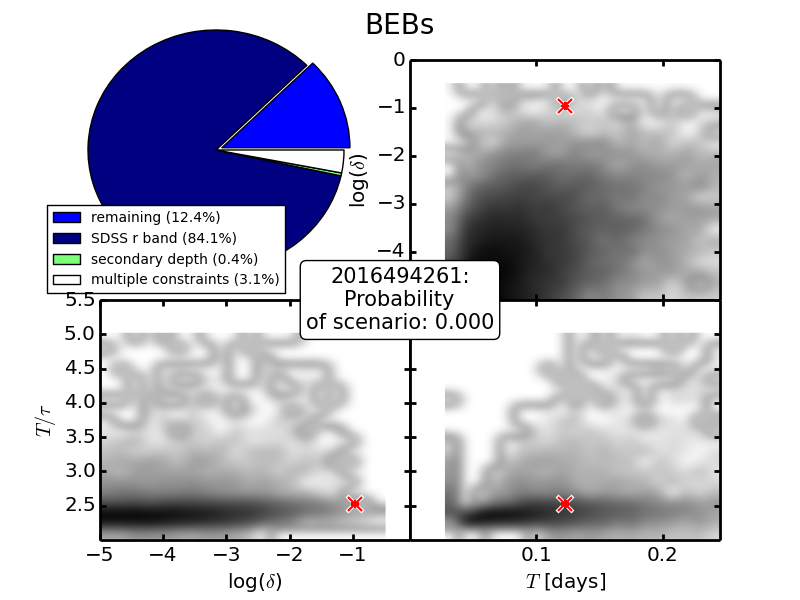 BEBs
remaining (12.4%)
SDSS r band (84.1%)
secondary depth (0.4%)
multiple constraints (3.1%)
log(δ)
0
−1
−2
−3
−4
2016494261:
Probability
of scenario: 0.000
T/τ
5.5
5.0
4.5
4.0
3.5
3.0
2.5
−5 −4 −3 −2 −1
log(δ)
0.1 0.2
T [days]